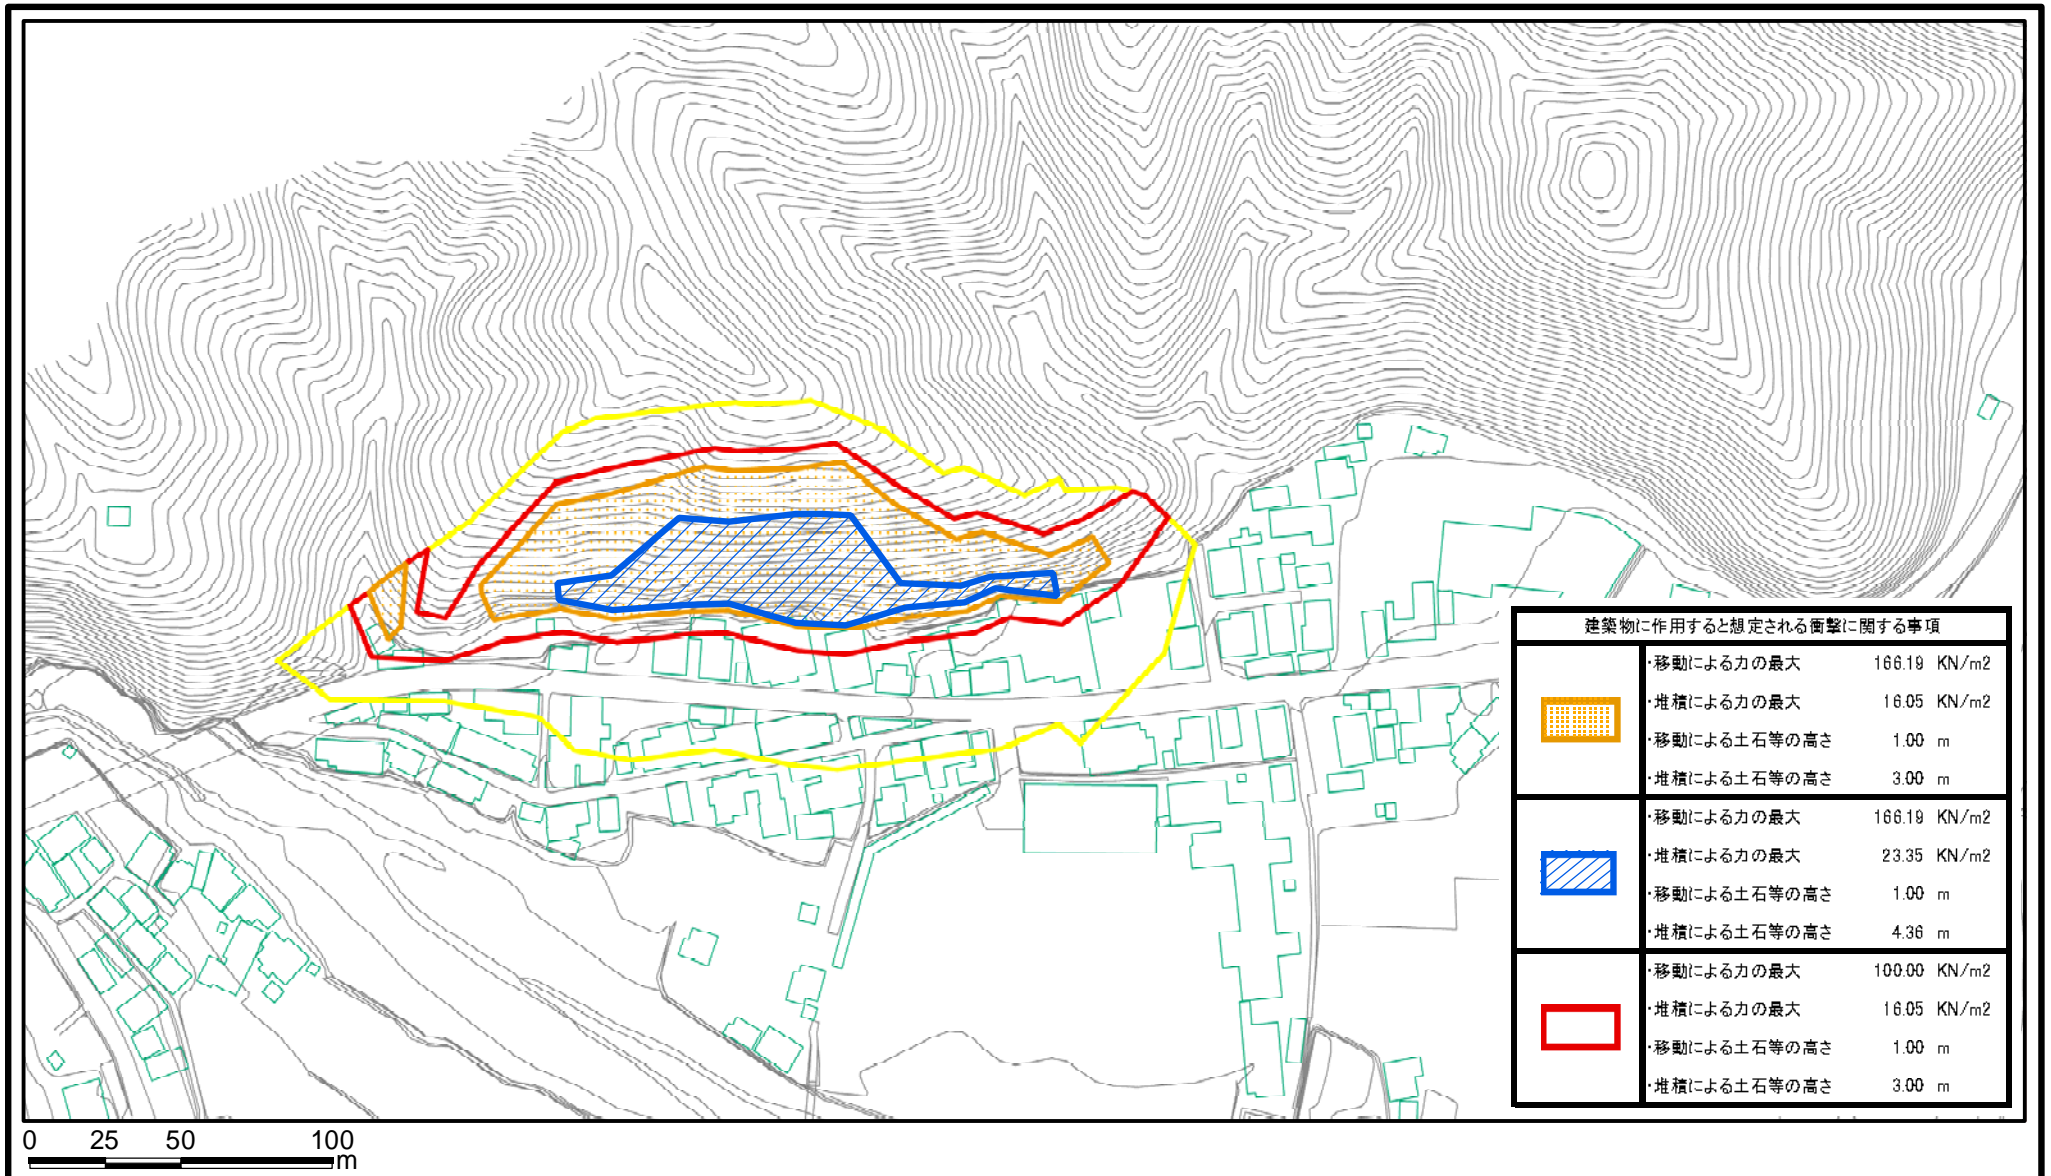 建築物に作用すると想定される衝撃に関する事項
・移動による力の最大 166.19 KN/m2
・堆積による力の最大 16.05 KN/m2
・移動による土石等の高さ 1.00 m
・堆積による土石等の高さ 3.00 m
・移動による力の最大 166.19 KN/m2
・堆積による力の最大 23.35 KN/m2
・移動による土石等の高さ 1.00 m
・堆積による土石等の高さ 4.36 m
・移動による力の最大 100.00 KN/m2
・堆積による力の最大 16.05 KN/m2
・移動による土石等の高さ 1.00 m
・堆積による土石等の高さ 3.00 m
0 25 50 100
m